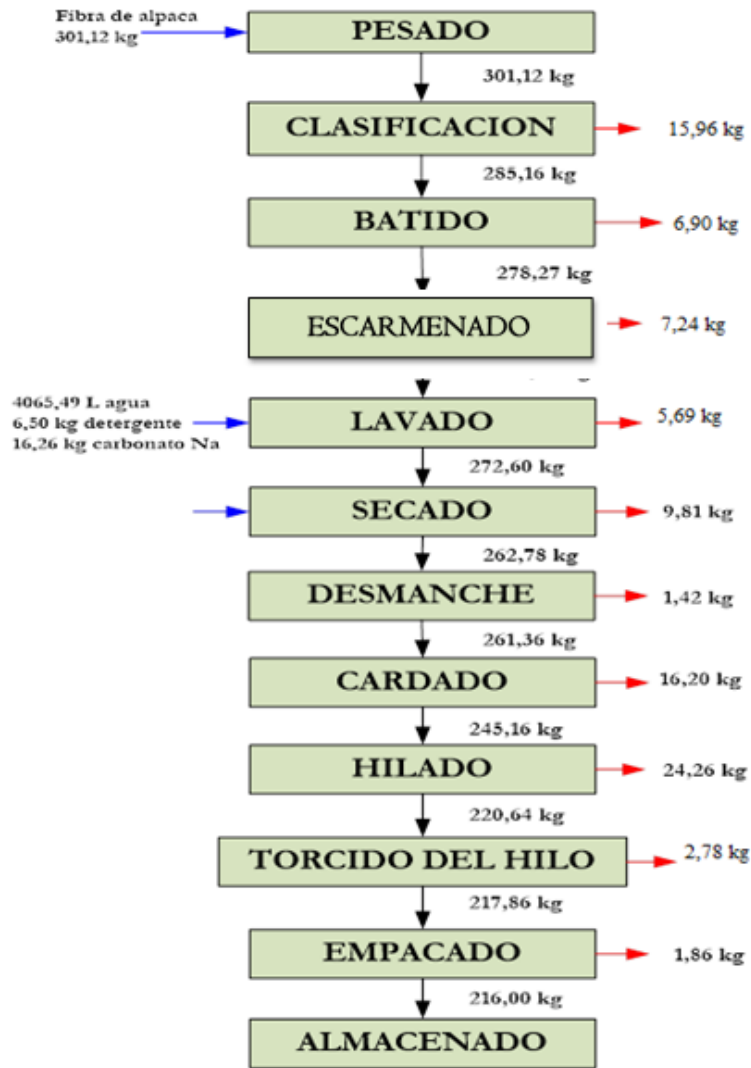 Fibra de alpaca
301,12 kg
PESADO
301,12 kg
CLASIFICACION
15,96 kg
285,16 kg
BATIDO
6,90 kg
278,27 kg
ESCARMENADO
7,24 kg
4065,49 L agua
6,50 kg detergente
16,26 kg carbonato Na
LAVADO
5,69 kg
272,60 kg
SECADO
9,81 kg
262,78 kg
DESMANCHE
1,42 kg
261,36 kg
CARDADO
16,20 kg
245,16 kg
HILADO
24,26 kg
220,64 kg
TORCIDO DEL HILO
2,78 kg
217,86 kg
EMPACADO
1,86 kg
216,00 kg
ALMACENADO